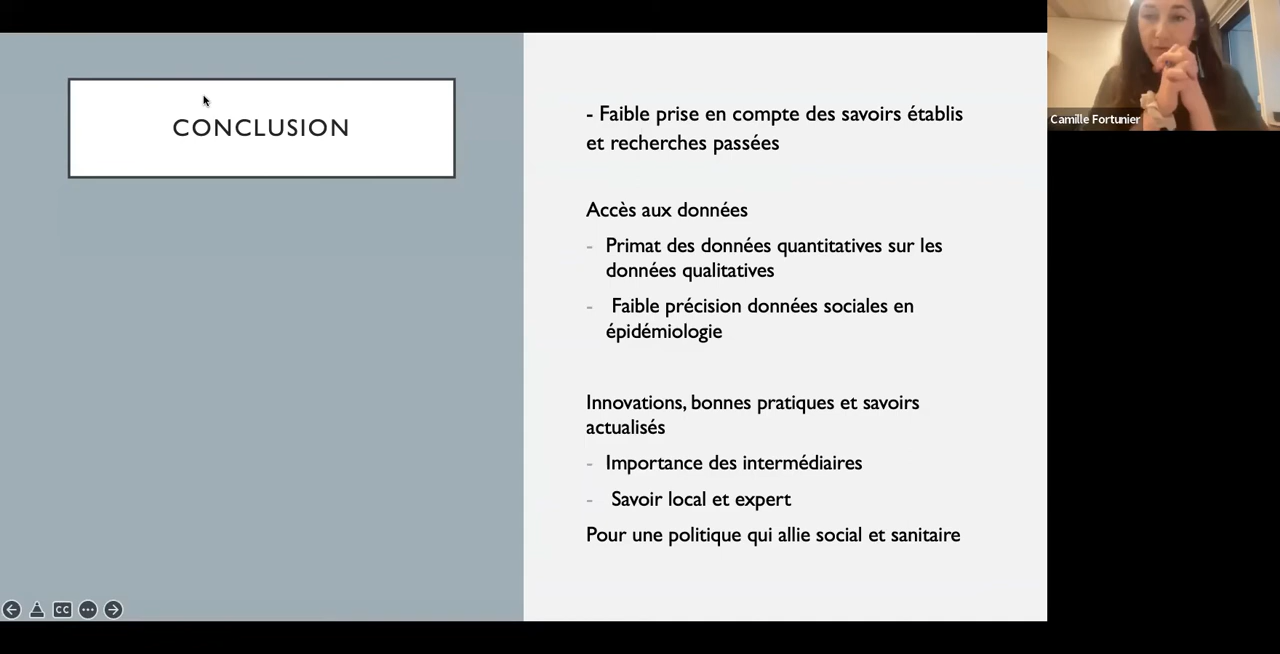 CONCLUSION
- Faible prise en compte des savoirs établis
et recherches passées
Accès aux données
- Primat des données quantitatives sur les
données qualitatives
- Faible précision données sociales en
épidémiologie
Innovations, bonnes pratiques et savoirs
actualisés
- Importance des intermédiaires
- Savoir local et expert
Pour une politique qui allie social et sanitaire
Camille Fortunier
CC